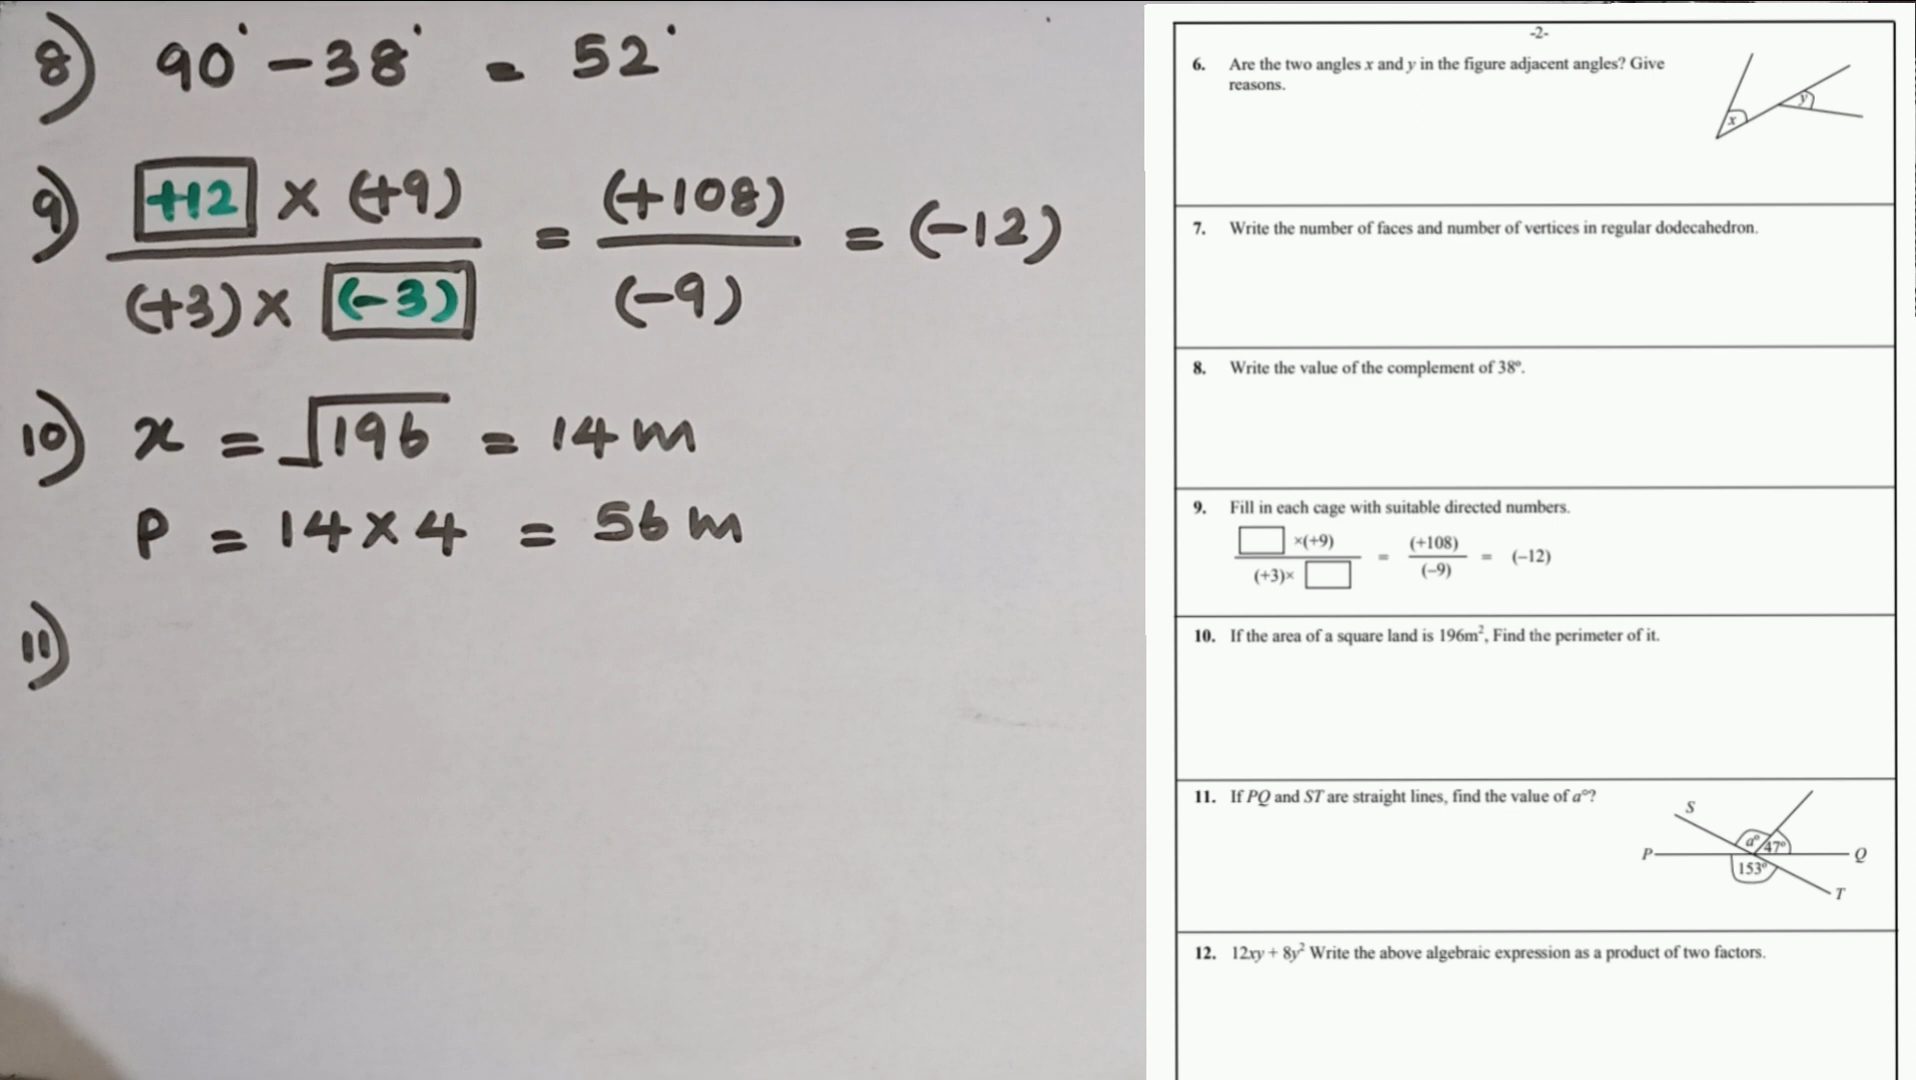 8) 90° - 38° = 52°
9) +12 × (+9) = (+108) = (-12)
(+3) × (-3) (-9)
10) x = √196 = 14 m
P = 14 × 4 = 56 m
11)
-2-
6. Are the two angles x and y in the figure adjacent angles? Give
reasons.
x
y
7. Write the number of faces and number of vertices in regular dodecahedron.
8. Write the value of the complement of 38°.
9. Fill in each cage with suitable directed numbers.
×(+9) = (+108) = (−12)
(+3)× (−9)
10. If the area of a square land is 196m², Find the perimeter of it.
11. If PQ and ST are straight lines, find the value of a°?
S
a° 47°
P Q
153°
T
12. 12xy + 8y² Write the above algebraic expression as a product of two factors.